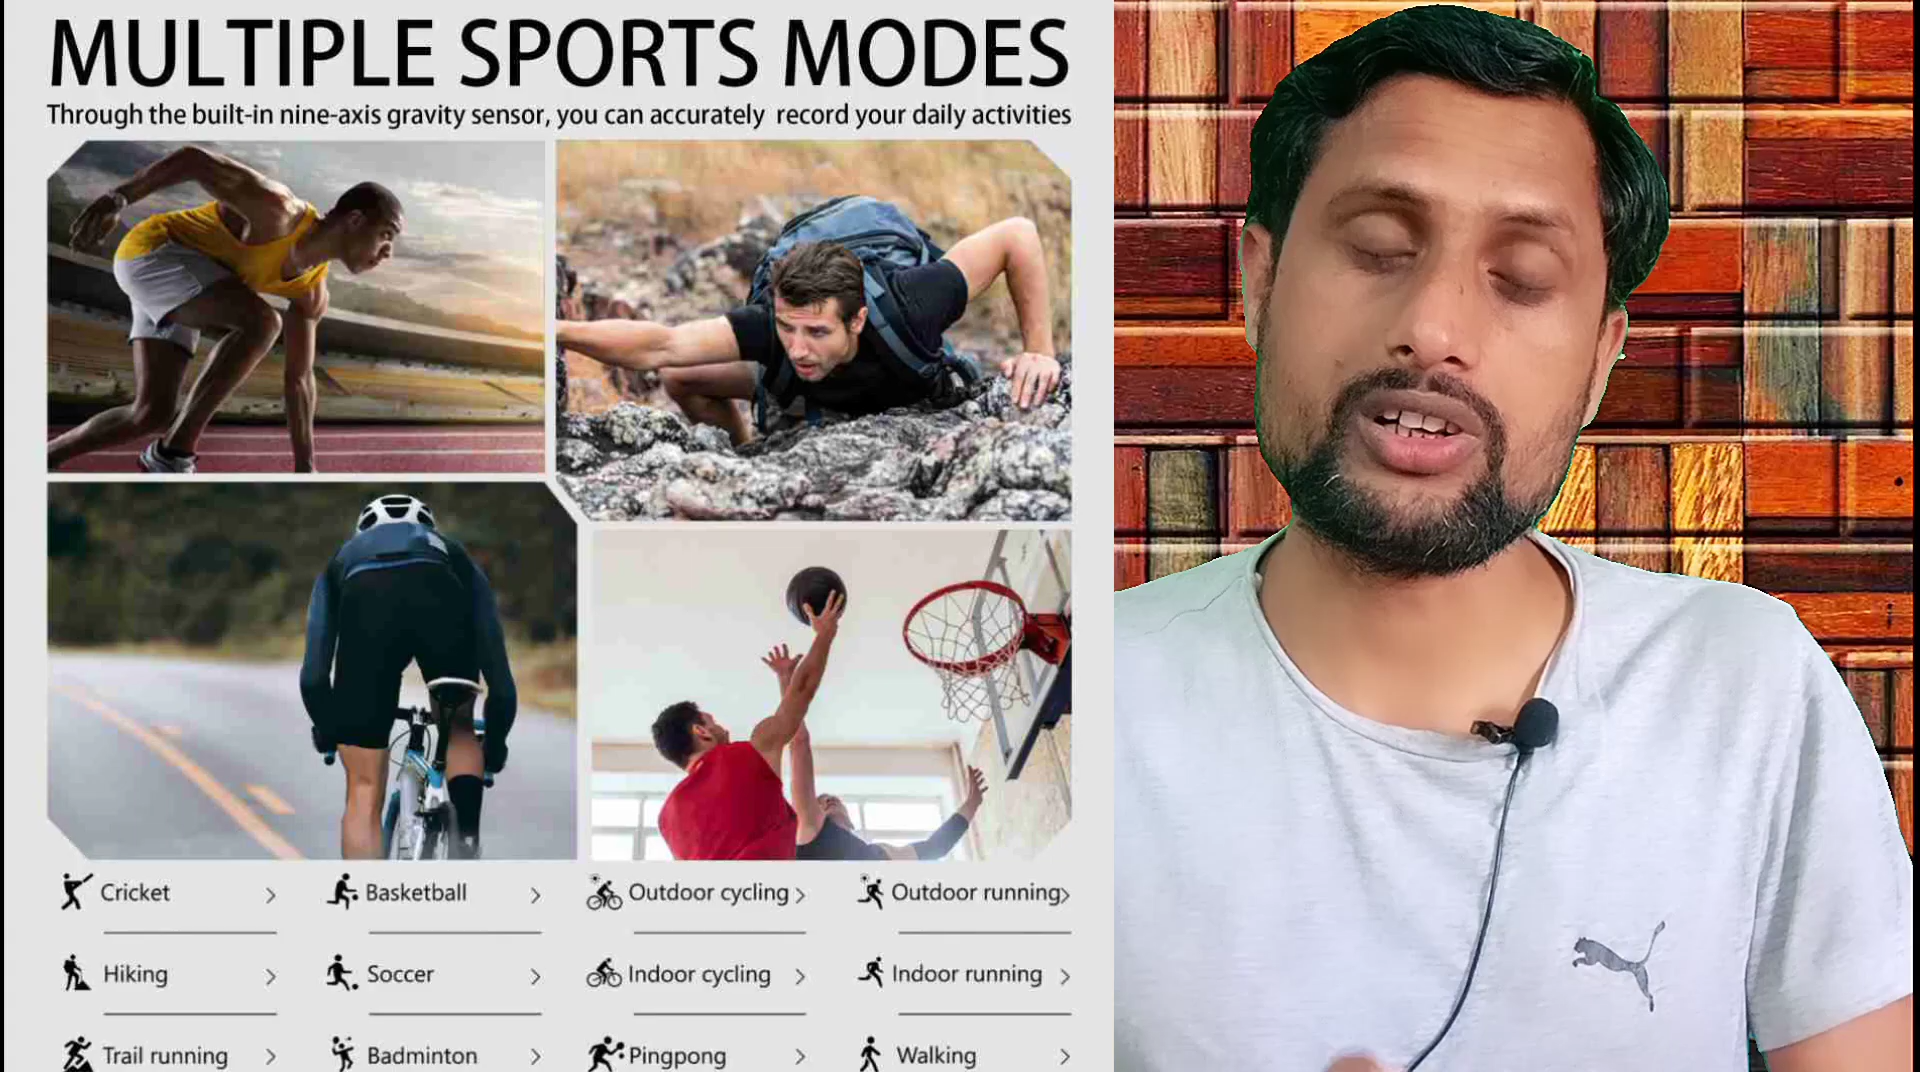 MULTIPLE SPORTS MODES
Through the built-in nine-axis gravity sensor, you can accurately record your daily activities
Cricket
Basketball
Outdoor cycling
Outdoor running
Hiking
Soccer
Indoor cycling
Indoor running
Trail running
Badminton
Pingpong
Walking